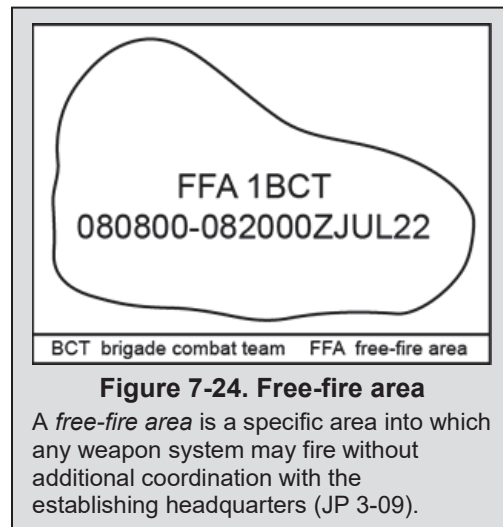 FFA 1BCT
080800-082000ZJUL22
BCT brigade combat team FFA free-fire area
Figure 7-24. Free-fire area
A free-fire area is a specific area into which
any weapon system may fire without
additional coordination with the
establishing headquarters (JP 3-09).